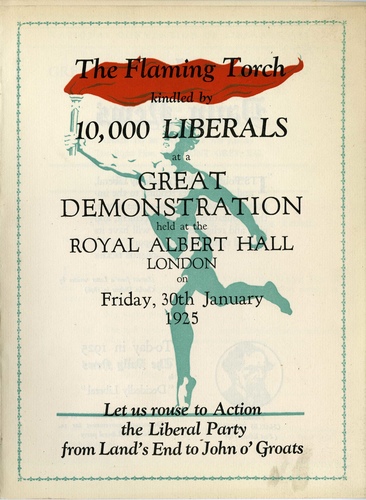 The Flaming Torch
kindled by
10,000 LIBERALS
at a
GREAT
DEMONSTRATION
held at the
ROYAL ALBERT HALL
LONDON
on
Friday, 30th January
1925
Let us rouse to Action
the Liberal Party
from Land's End to John o' Groats